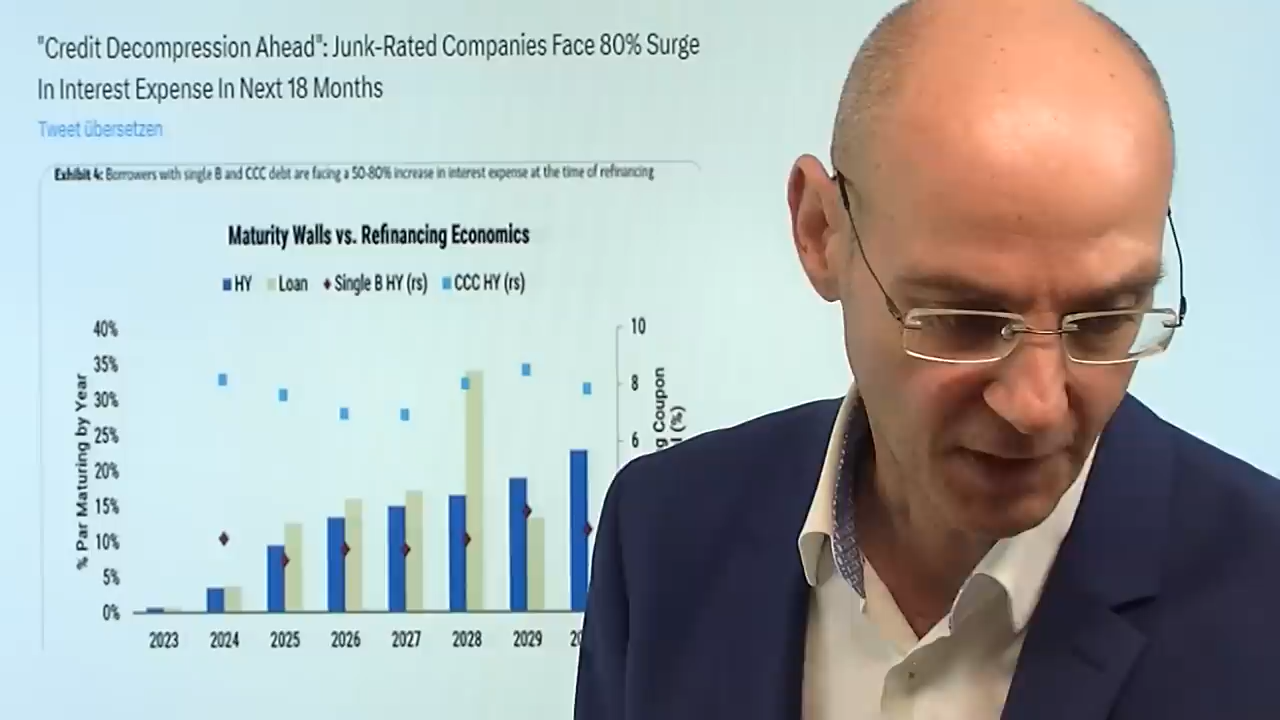 "Credit Decompression Ahead": Junk-Rated Companies Face 80% Surge
In Interest Expense In Next 18 Months
Tweet übersetzen
Exhibit 4: Borrowers with single B and CCC debt are facing a 50-80% increase in interest expense at the time of refinancing
Maturity Walls vs. Refinancing Economics
HY Loan Single B HY (rs) CCC HY (rs)
40%
35%
30%
25%
20%
15%
10%
5%
0%
% Par Maturing by Year
10
8
6
Coupon
(%)
2023 2024 2025 2026 2027 2028 2029